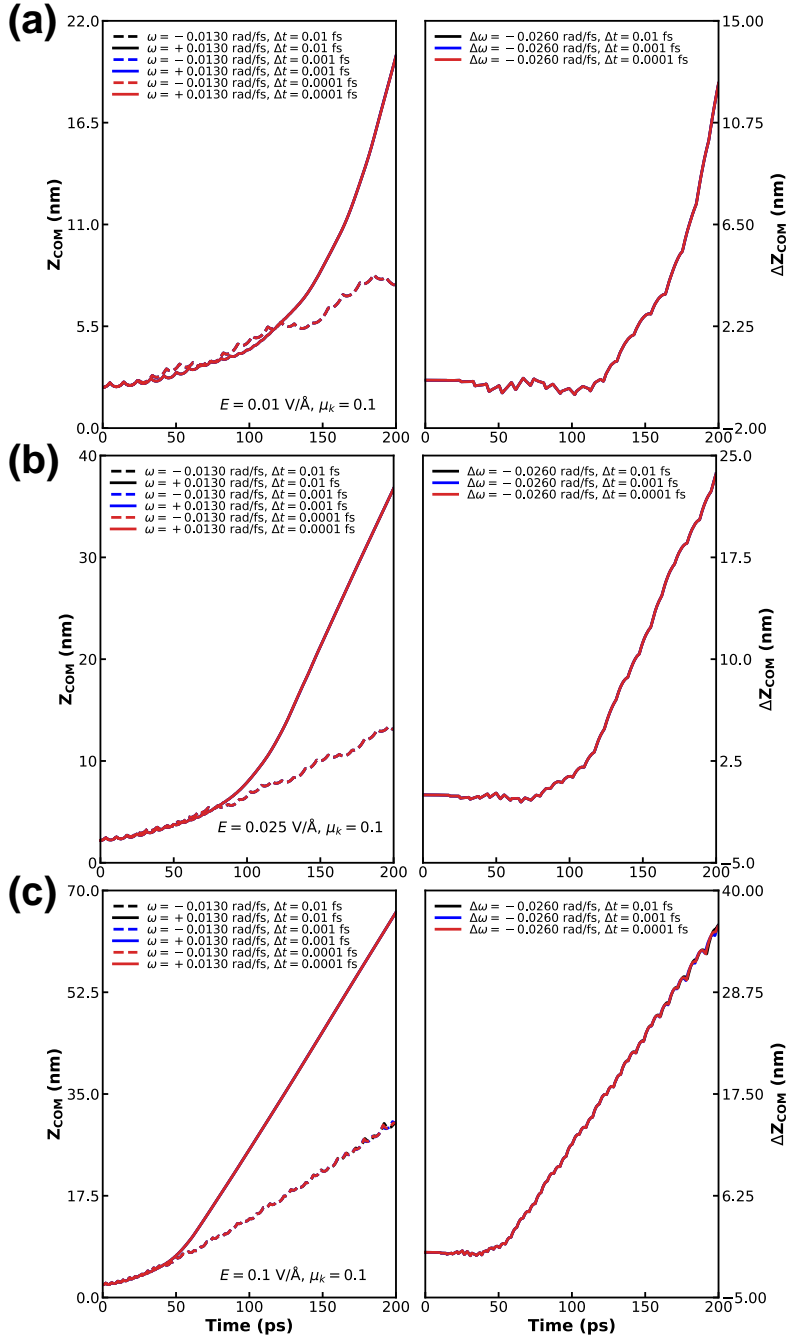 (a)
22.0
16.5
11.0
5.5
0.0
Z_COM (nm)
ω = − 0.0130 rad/fs, Δt = 0.01 fs
ω = + 0.0130 rad/fs, Δt = 0.01 fs
ω = − 0.0130 rad/fs, Δt = 0.001 fs
ω = + 0.0130 rad/fs, Δt = 0.001 fs
ω = − 0.0130 rad/fs, Δt = 0.0001 fs
ω = + 0.0130 rad/fs, Δt = 0.0001 fs
E = 0.01 V/Å, μ_k = 0.1
0 50 100 150 200
Δω = − 0.0260 rad/fs, Δt = 0.01 fs
Δω = − 0.0260 rad/fs, Δt = 0.001 fs
Δω = − 0.0260 rad/fs, Δt = 0.0001 fs
15.00
10.75
6.50
2.25
−2.00
ΔZ_COM (nm)
0 50 100 150 200
(b)
40
30
20
10
0
Z_COM (nm)
ω = − 0.0130 rad/fs, Δt = 0.01 fs
ω = + 0.0130 rad/fs, Δt = 0.01 fs
ω = − 0.0130 rad/fs, Δt = 0.001 fs
ω = + 0.0130 rad/fs, Δt = 0.001 fs
ω = − 0.0130 rad/fs, Δt = 0.0001 fs
ω = + 0.0130 rad/fs, Δt = 0.0001 fs
E = 0.025 V/Å, μ_k = 0.1
0 50 100 150 200
Δω = − 0.0260 rad/fs, Δt = 0.01 fs
Δω = − 0.0260 rad/fs, Δt = 0.001 fs
Δω = − 0.0260 rad/fs, Δt = 0.0001 fs
25.0
17.5
10.0
2.5
−5.0
ΔZ_COM (nm)
0 50 100 150 200
(c)
70.0
52.5
35.0
17.5
0.0
Z_COM (nm)
ω = − 0.0130 rad/fs, Δt = 0.01 fs
ω = + 0.0130 rad/fs, Δt = 0.01 fs
ω = − 0.0130 rad/fs, Δt = 0.001 fs
ω = + 0.0130 rad/fs, Δt = 0.001 fs
ω = − 0.0130 rad/fs, Δt = 0.0001 fs
ω = + 0.0130 rad/fs, Δt = 0.0001 fs
E = 0.1 V/Å, μ_k = 0.1
0 50 100 150 200
Time (ps)
Δω = − 0.0260 rad/fs, Δt = 0.01 fs
Δω = − 0.0260 rad/fs, Δt = 0.001 fs
Δω = − 0.0260 rad/fs, Δt = 0.0001 fs
40.00
28.75
17.50
6.25
−5.00
ΔZ_COM (nm)
0 50 100 150 200
Time (ps)